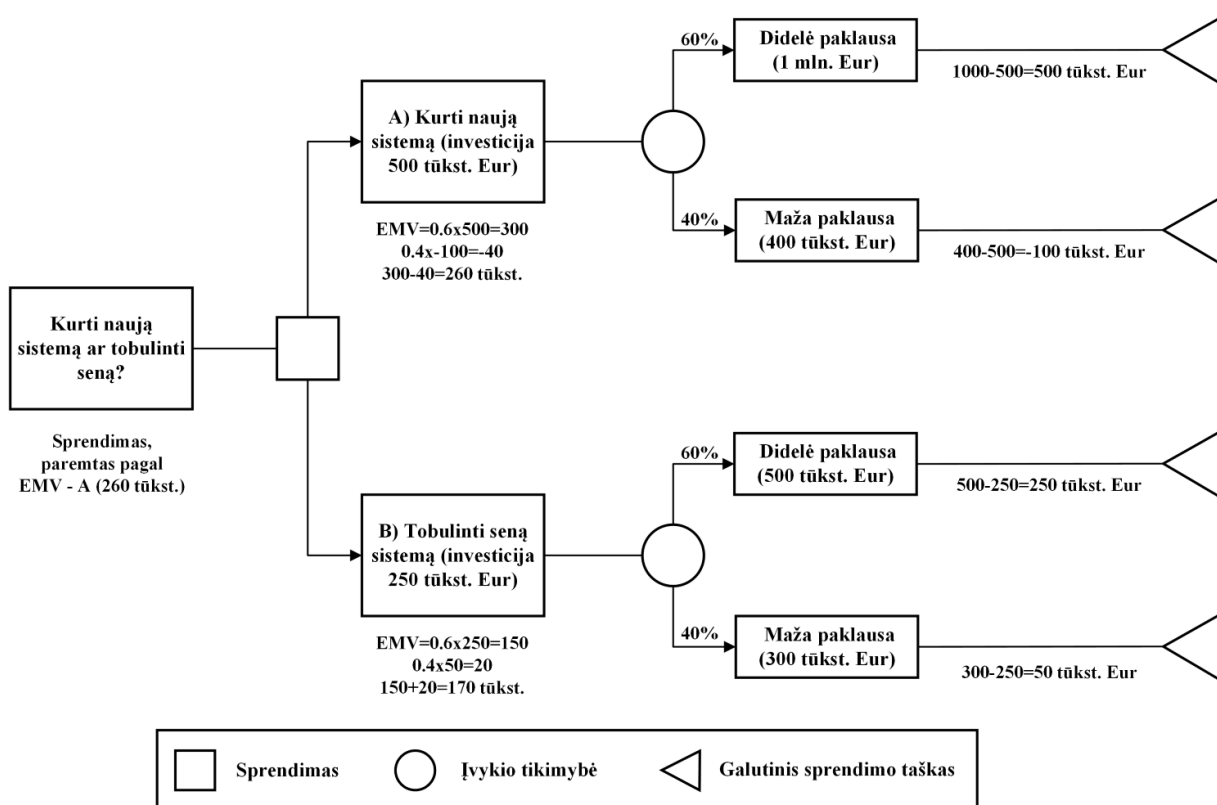 60%
Didelė paklausa
(1 mln. Eur)
1000-500=500 tūkst. Eur
A) Kurti naują
sistemą (investicija
500 tūkst. Eur)
EMV=0.6x500=300
0.4x-100=-40
300-40=260 tūkst.
40%
Maža paklausa
(400 tūkst. Eur)
400-500=-100 tūkst. Eur
Kurti naują
sistemą ar tobulinti
seną?
Sprendimas,
paremtas pagal
EMV - A (260 tūkst.)
60%
Didelė paklausa
(500 tūkst. Eur)
500-250=250 tūkst. Eur
B) Tobulinti seną
sistemą (investicija
250 tūkst. Eur)
EMV=0.6x250=150
0.4x50=20
150+20=170 tūkst.
40%
Maža paklausa
(300 tūkst. Eur)
300-250=50 tūkst. Eur
Sprendimas
Įvykio tikimybė
Galutinis sprendimo taškas